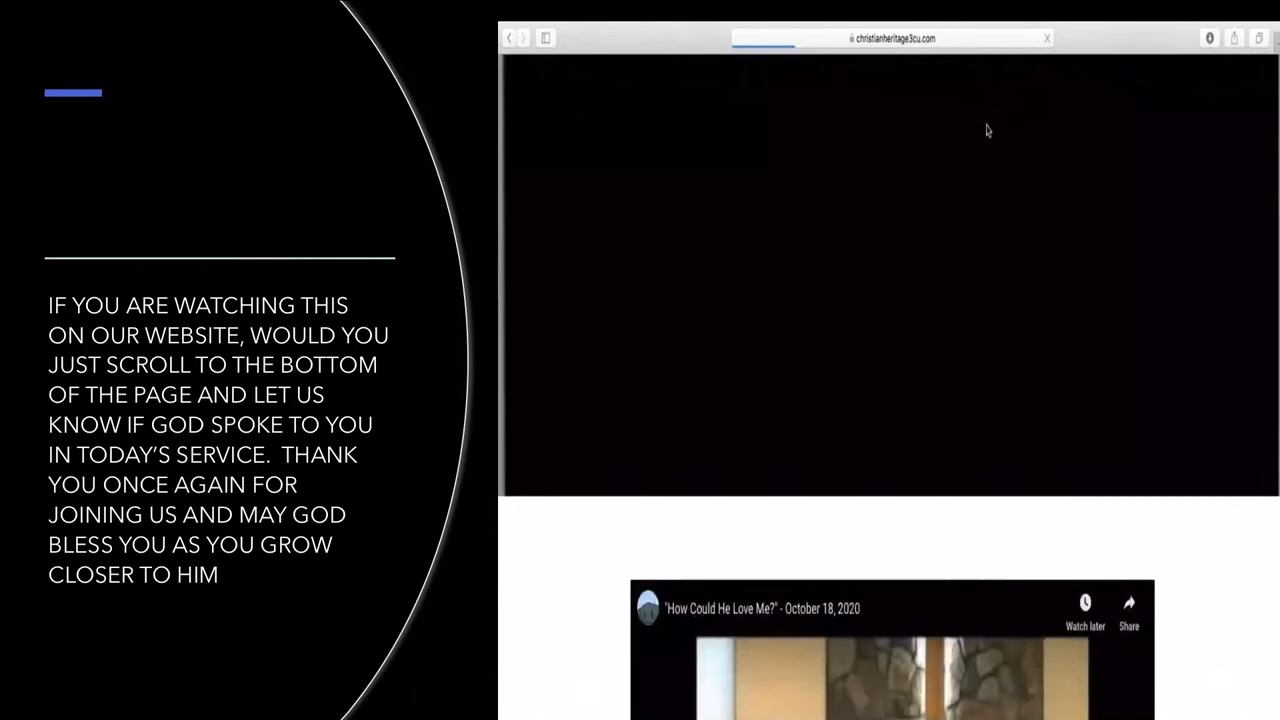 IF YOU ARE WATCHING THIS
ON OUR WEBSITE, WOULD YOU
JUST SCROLL TO THE BOTTOM
OF THE PAGE AND LET US
KNOW IF GOD SPOKE TO YOU
IN TODAY'S SERVICE.  THANK
YOU ONCE AGAIN FOR
JOINING US AND MAY GOD
BLESS YOU AS YOU GROW
CLOSER TO HIM
christianheritage3cu.com
"How Could He Love Me?" - October 18, 2020
Watch later
Share